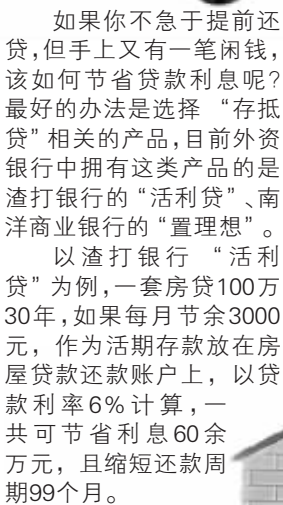 如果你不急于提前还
贷,但手上又有一笔闲钱,
该如何节省贷款利息呢?
最好的办法是选择 “存抵
贷”相关的产品,目前外资
银行中拥有这类产品的是
渣打银行的“活利贷”、南
洋商业银行的“置理想”。
以渣打银行 “活利
贷”为例,一套房贷100万
30年,如果每月节余3000
元，作为活期存款放在房
屋贷款还款账户上，以贷
款利率6%计算,一
共可节省利息60余
万元，且缩短还款周
期99个月。